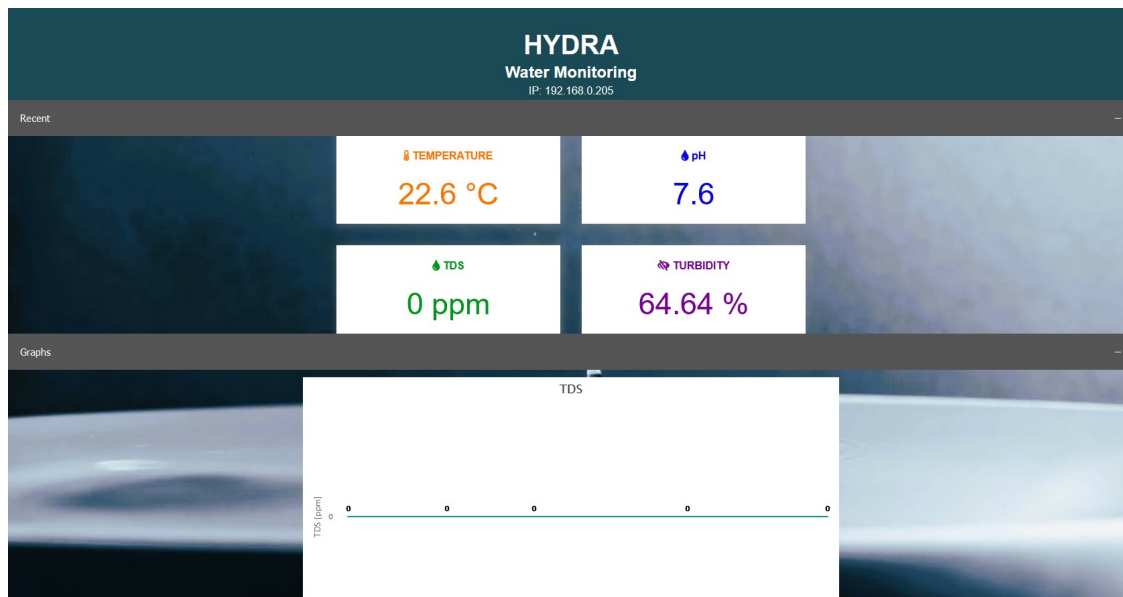 HYDRA
Water Monitoring
IP: 192.168.0.205
Recent
TEMPERATURE
22.6 °C
pH
7.6
TDS
0 ppm
TURBIDITY
64.64 %
Graphs
TDS
TDS [ppm]
0
0 0 0 0 0